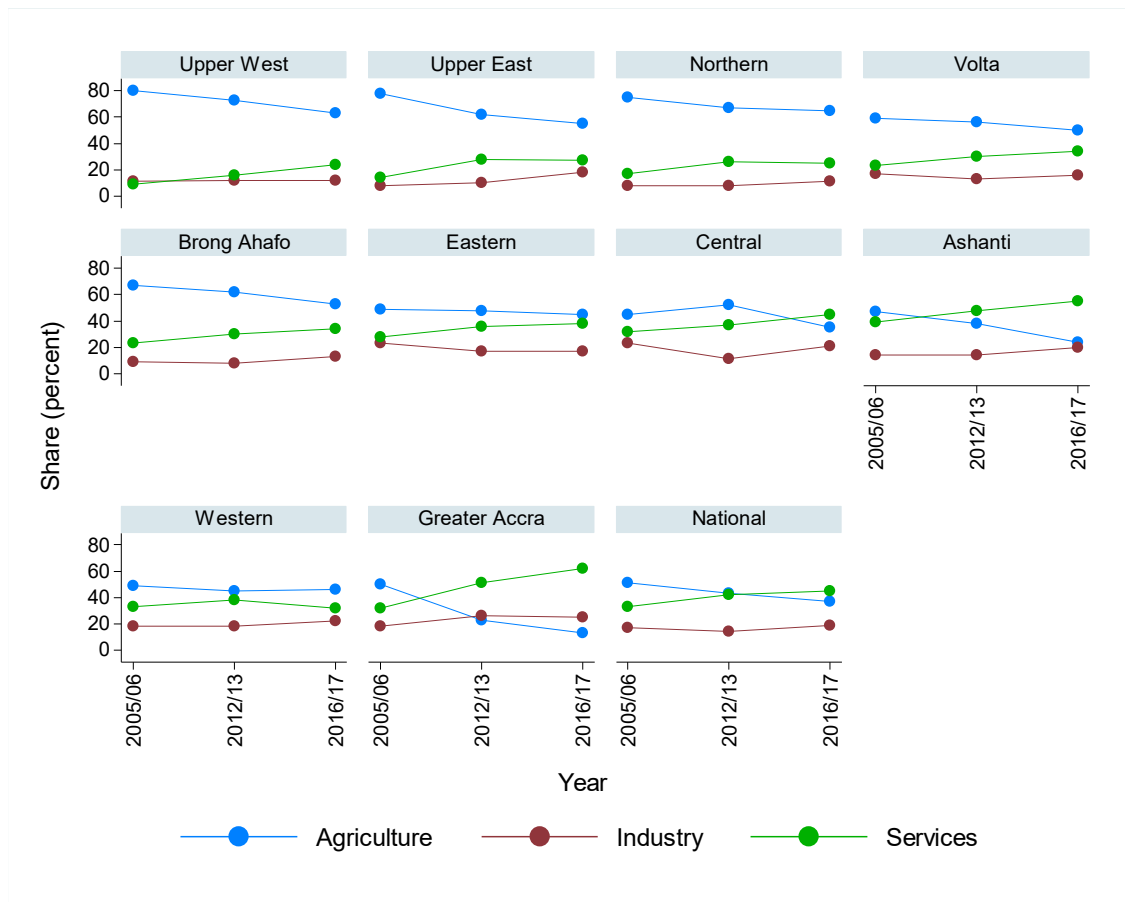 Upper West Upper East Northern Volta
80
60
40
20
0
Brong Ahafo Eastern Central Ashanti
80
60
40
20
0
2005/06 2012/13 2016/17
Western Greater Accra National
80
60
40
20
0
2005/06 2012/13 2016/17 2005/06 2012/13 2016/17 2005/06 2012/13 2016/17
Share (percent)
Year
Agriculture Industry Services